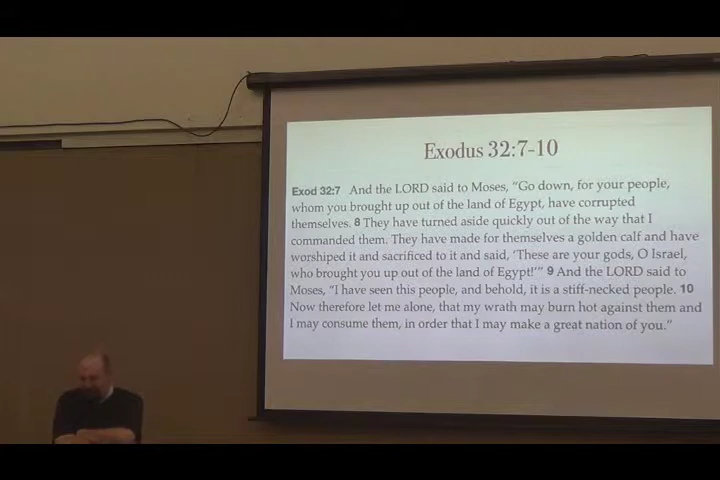 Exodus 32:7-10
Exod 32:7 And the LORD said to Moses, “Go down, for your people,
whom you brought up out of the land of Egypt, have corrupted
themselves. 8 They have turned aside quickly out of the way that I
commanded them. They have made for themselves a golden calf and have
worshiped it and sacrificed to it and said, ‘These are your gods, O Israel,
who brought you up out of the land of Egypt!’” 9 And the LORD said to
Moses, “I have seen this people, and behold, it is a stiff-necked people. 10
Now therefore let me alone, that my wrath may burn hot against them and
I may consume them, in order that I may make a great nation of you.”